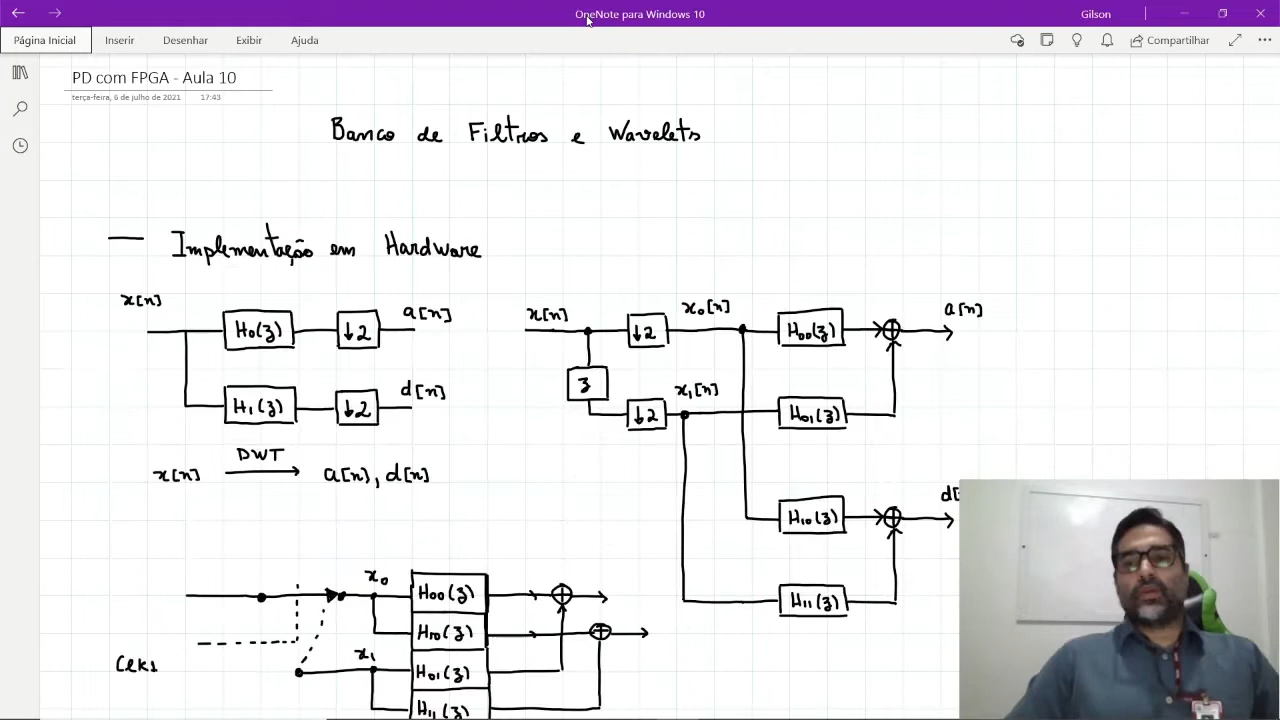 OneNote para Windows 10
Gilson
Página Inicial Inserir Desenhar Exibir Ajuda
Compartilhar
PD com FPGA - Aula 10
terça-feira, 6 de julho de 2021 17:43
Banco de Filtros e Wavelets
Implementação em Hardware
x[n] H₀(z) ↓2 a[n]
H₁(z) ↓2 d[n]
x[n] DWT a[n], d[n]
x[n] ↓2 x₀[n] H₀₀(z) a[n]
z ↓2 x₁[n] H₀₁(z)
H₁₀(z) d[
H₁₁(z)
x₀ H₀₀(z)
H₁₀(z)
x₁ H₀₁(z)
H₁₁(z)